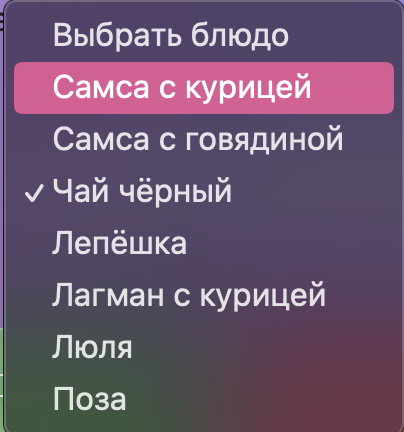 Выбрать блюдо
Самса с курицей
Самса с говядиной
✓ Чай чёрный
Лепёшка
Лагман с курицей
Люля
Поза